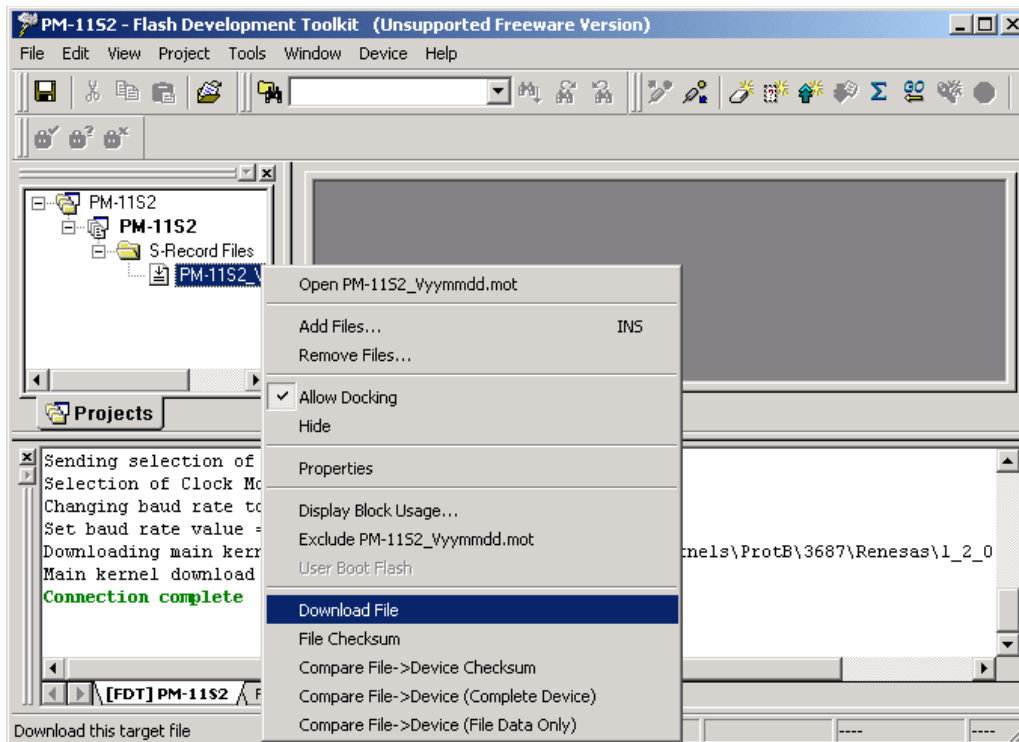 PM-11S2 - Flash Development Toolkit (Unsupported Freeware Version)
File Edit View Project Tools Window Device Help
PM-11S2
PM-11S2
S-Record Files
PM-11S2_V
Open PM-11S2_Vyymmdd.mot
Add Files... INS
Remove Files...
Allow Docking
Hide
Properties
Display Block Usage...
Exclude PM-11S2_Vyymmdd.mot
User Boot Flash
Download File
File Checksum
Compare File->Device Checksum
Compare File->Device (Complete Device)
Compare File->Device (File Data Only)
Projects
Sending selection of
Selection of Clock Mo
Changing baud rate to
Set baud rate value =
Downloading main kern nels\ProtB\3687\Renesas\1_2_0
Main kernel download
Connection complete
[FDT] PM-11S2 F
Download this target file ---- ----